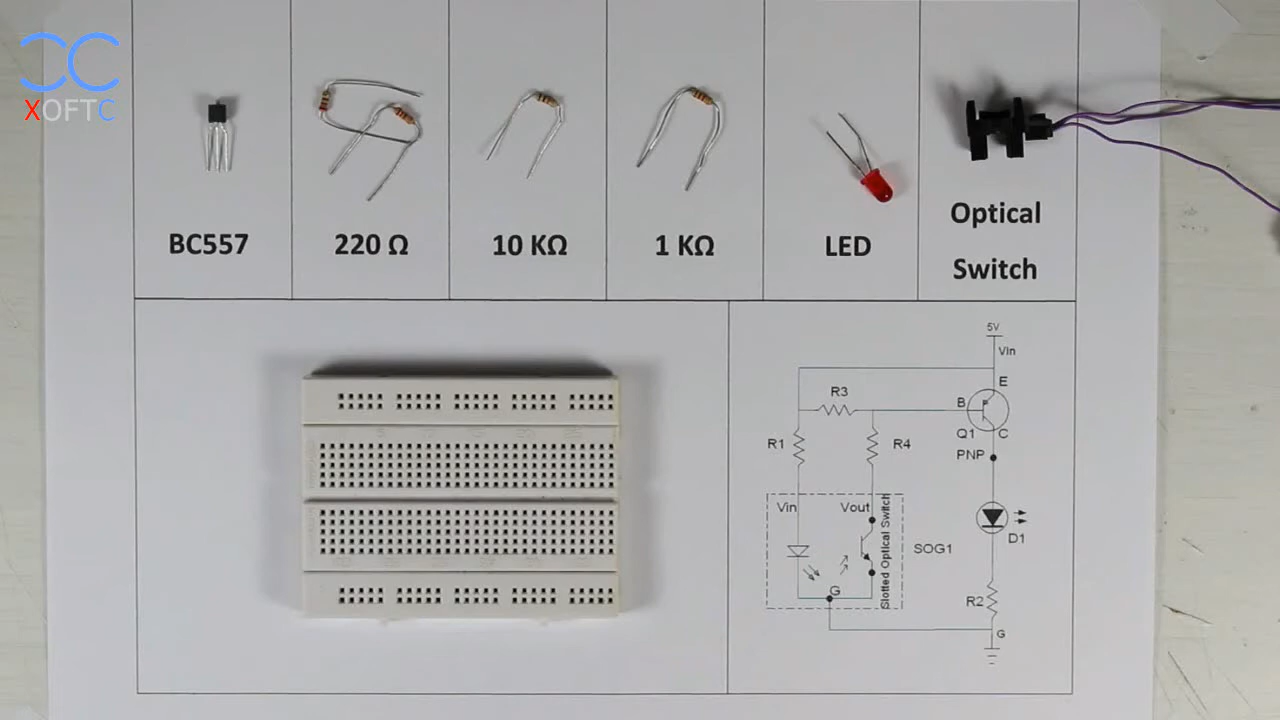 XOFTC
BC557
220 Ω
10 KΩ
1 KΩ
LED
Optical
Switch
5V
Vin
E
R3
B
R1
R4
Q1
C
PNP
Vin
Vout
Slotted Optical Switch
SOG1
D1
G
R2
G